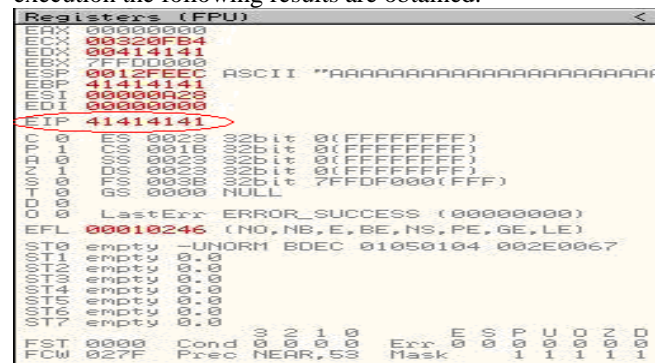 execution the following results are obtained.
Registers (FPU) <
EAX 00000000
ECX 00320FB4
EDX 00414141
EBX 7FFDD000
ESP 0012FEEC ASCII "AAAAAAAAAAAAAAAAAAAAAAA
EBP 41414141
ESI 00000A28
EDI 00000000
EIP 41414141
C 0 ES 0023 32bit 0(FFFFFFFF)
P 1 CS 001B 32bit 0(FFFFFFFF)
A 0 SS 0023 32bit 0(FFFFFFFF)
Z 1 DS 0023 32bit 0(FFFFFFFF)
S 0 FS 003B 32bit 7FFDF000(FFF)
T 0 GS 0000 NULL
D 0
O 0 LastErr ERROR_SUCCESS (00000000)
EFL 00010246 (NO,NB,E,BE,NS,PE,GE,LE)
ST0 empty -UNORM BDEC 01050104 002E0067
ST1 empty 0.0
ST2 empty 0.0
ST3 empty 0.0
ST4 empty 0.0
ST5 empty 0.0
ST6 empty 0.0
ST7 empty 0.0
3 2 1 0 E S P U O Z D
FST 0000 Cond 0 0 0 0 Err 0 0 0 0 0 0 0
FCW 027F Prec NEAR,53 Mask 1 1 1 1 1